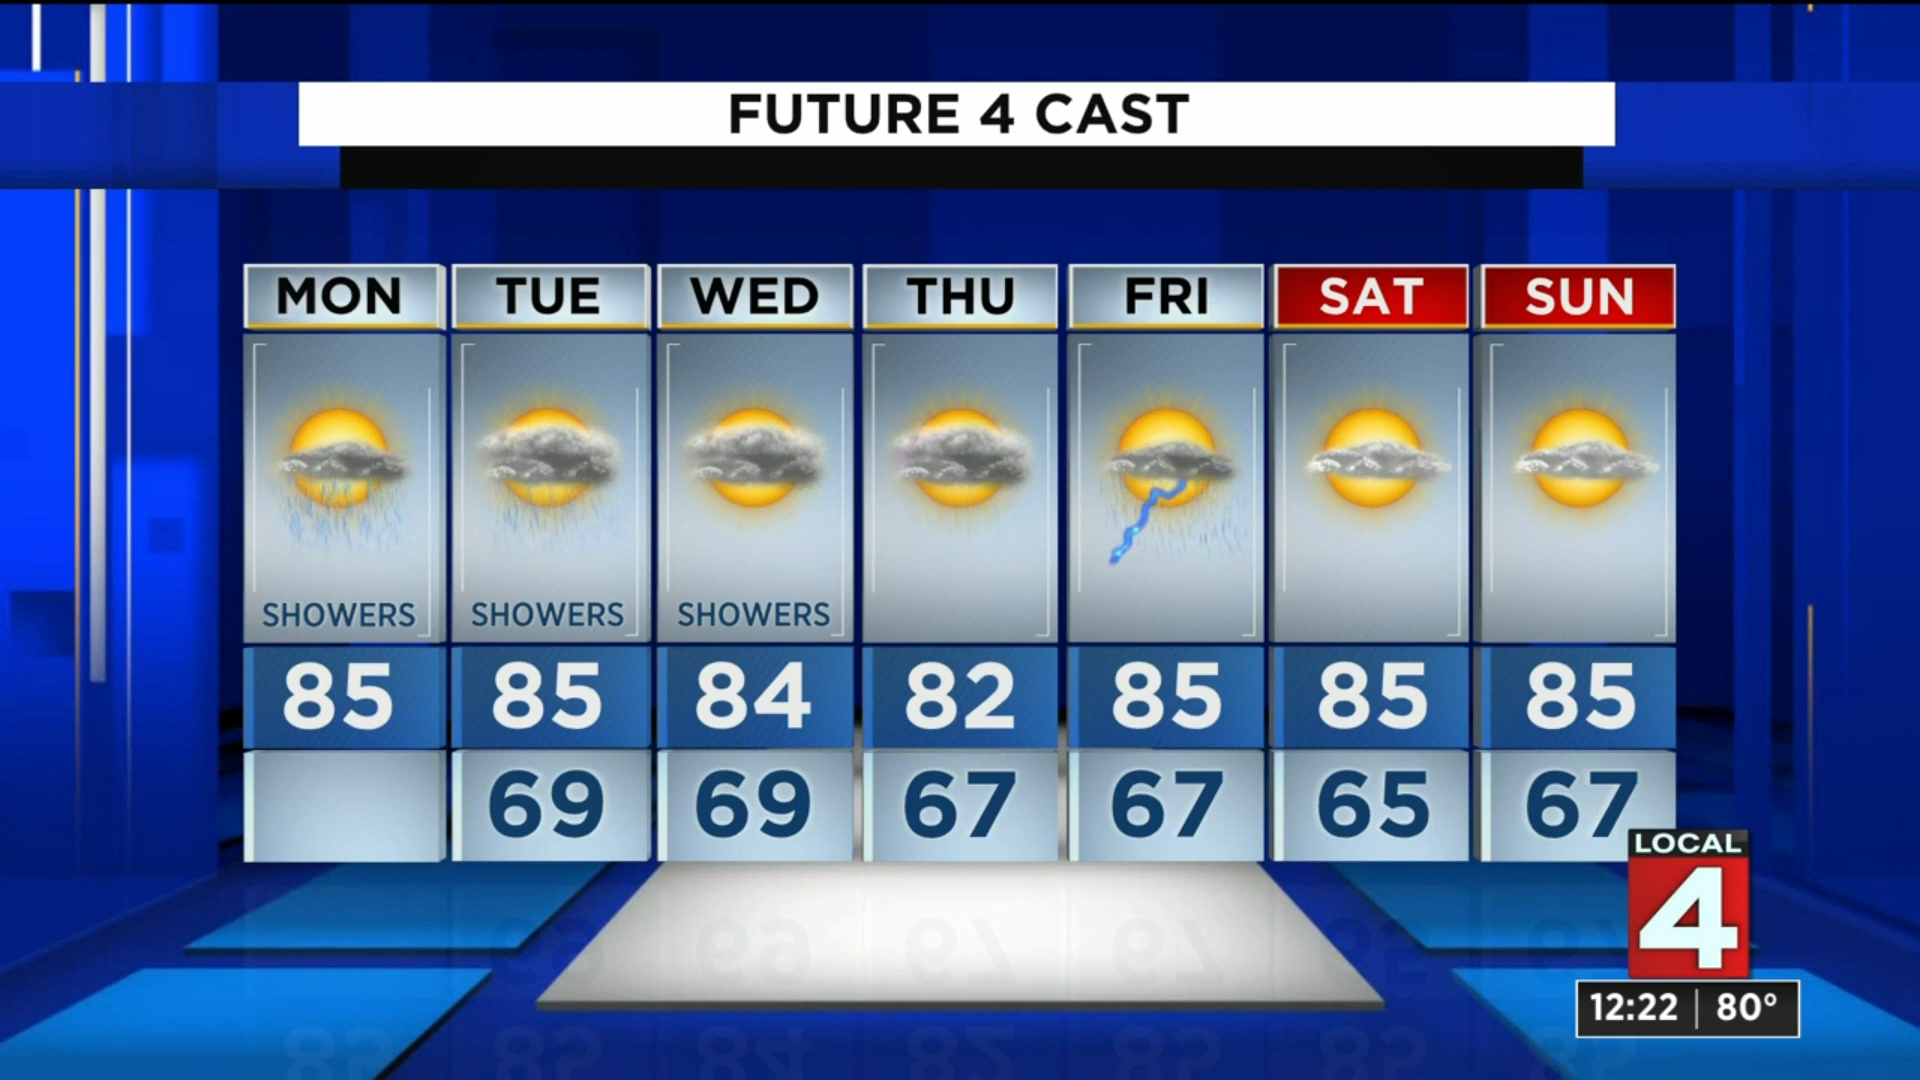 FUTURE 4 CAST
MON TUE WED THU FRI SAT SUN
SHOWERS SHOWERS SHOWERS
85 85 84 82 85 85 85
69 69 67 67 65 67
LOCAL
4
12:22 | 80°